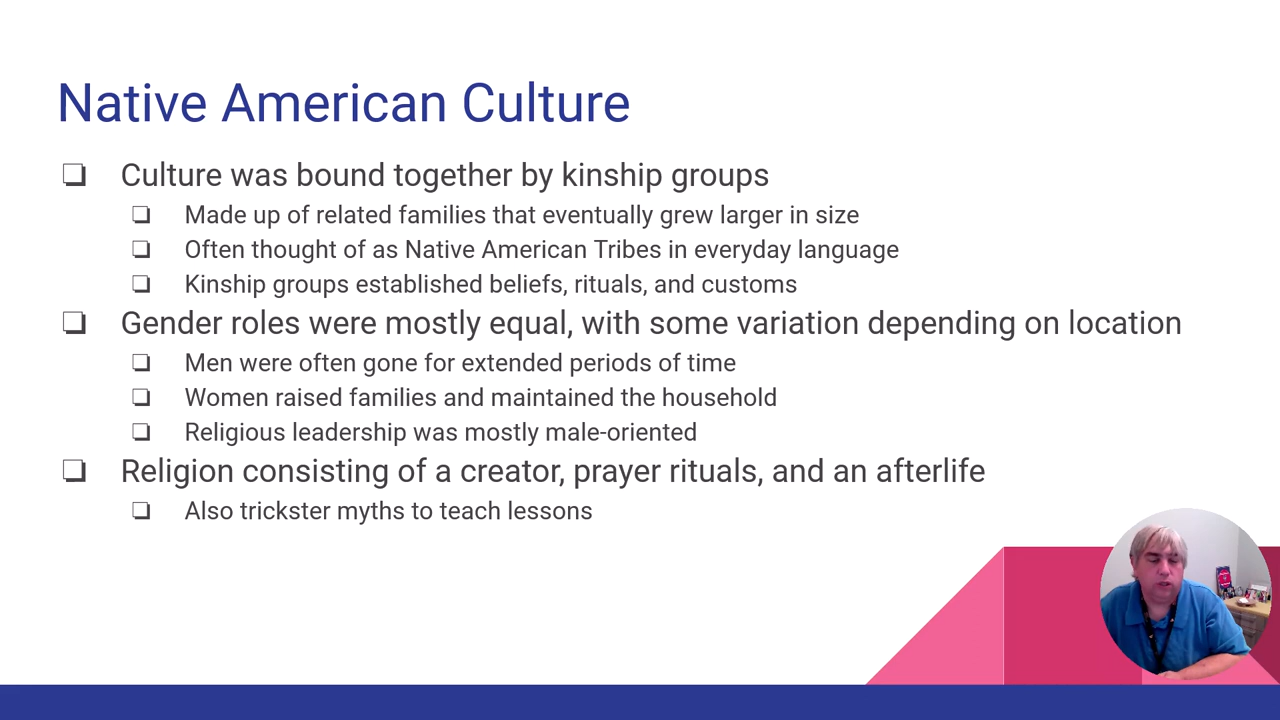 Native American Culture
Culture was bound together by kinship groups
Made up of related families that eventually grew larger in size
Often thought of as Native American Tribes in everyday language
Kinship groups established beliefs, rituals, and customs
Gender roles were mostly equal, with some variation depending on location
Men were often gone for extended periods of time
Women raised families and maintained the household
Religious leadership was mostly male-oriented
Religion consisting of a creator, prayer rituals, and an afterlife
Also trickster myths to teach lessons